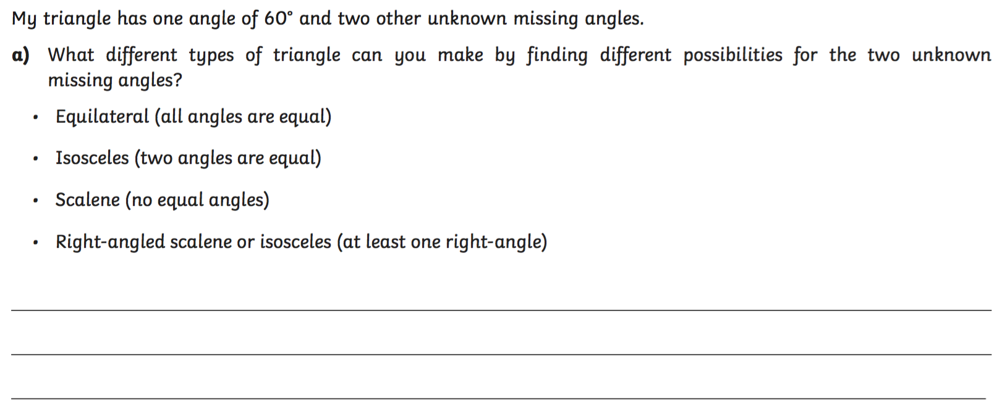 My triangle has one angle of 60° and two other unknown missing angles.
a) What different types of triangle can you make by finding different possibilities for the two unknown
missing angles?
• Equilateral (all angles are equal)
• Isosceles (two angles are equal)
• Scalene (no equal angles)
• Right-angled scalene or isosceles (at least one right-angle)